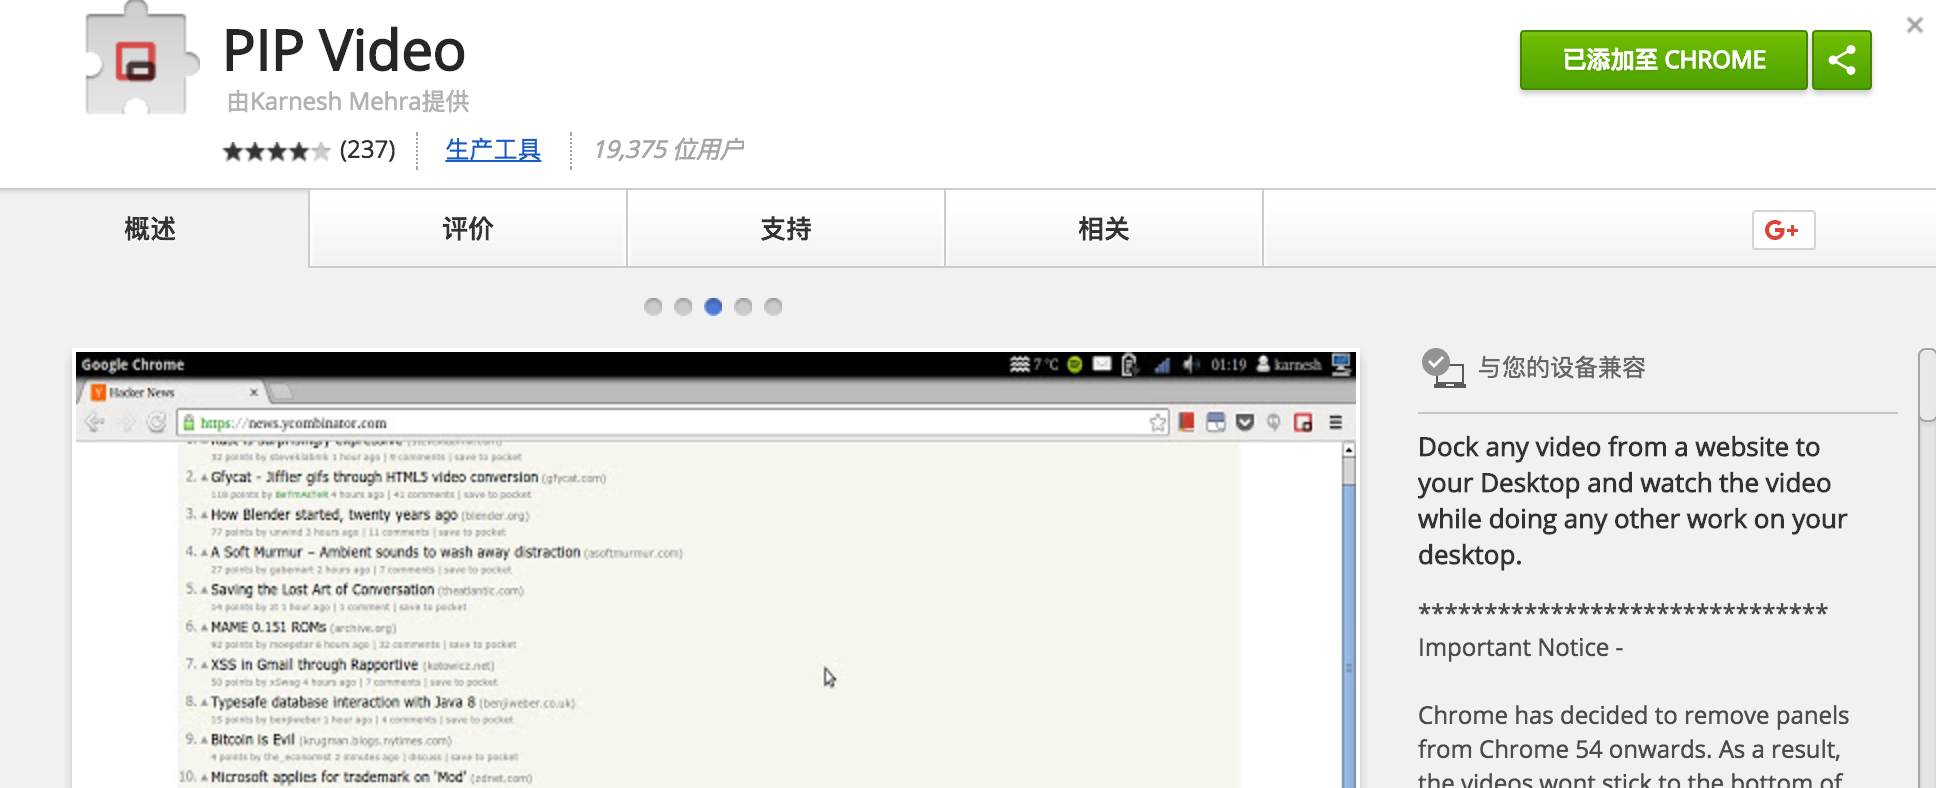 PIP Video
由Karnesh Mehra提供
(237)
生产工具
19,375 位用户
已添加至 CHROME
概述
评价
支持
相关
G+
Google Chrome
7 °C
01:19
karnesh
Hacker News
https://news.ycombinator.com
32 points by steveklabnik 1 hour ago | 9 comments | save to pocket
2. Gfycat - Jiffier gifs through HTML5 video conversion (gfycat.com)
4 hours ago | 41 comments | save to pocket
3. How Blender started, twenty years ago (blender.org)
77 points by unwind 3 hours ago | 11 comments | save to pocket
4. A Soft Murmur – Ambient sounds to wash away distraction (asoftmurmur.com)
27 points by gabemart 2 hours ago | 7 comments | save to pocket
5. Saving the Lost Art of Conversation (theatlantic.com)
14 points by zt 1 hour ago | 1 comment | save to pocket
6. MAME 0.151 ROMs (archive.org)
92 points by moepstar 6 hours ago | 32 comments | save to pocket
7. XSS in Gmail through Rapportive (kotowicz.net)
50 points by xSwag 4 hours ago | 7 comments | save to pocket
8. Typesafe database interaction with Java 8 (benjiweber.co.uk)
15 points by benjiweber 1 hour ago | 4 comments | save to pocket
9. Bitcoin is Evil (krugman.blogs.nytimes.com)
4 points by the_economist 2 minutes ago | discuss | save to pocket
10. Microsoft applies for trademark on 'Mod' (zdnet.com)
与您的设备兼容
Dock any video from a website to
your Desktop and watch the video
while doing any other work on your
desktop.
*******************************
Important Notice -
Chrome has decided to remove panels
from Chrome 54 onwards. As a result,
the videos wont stick to the bottom of